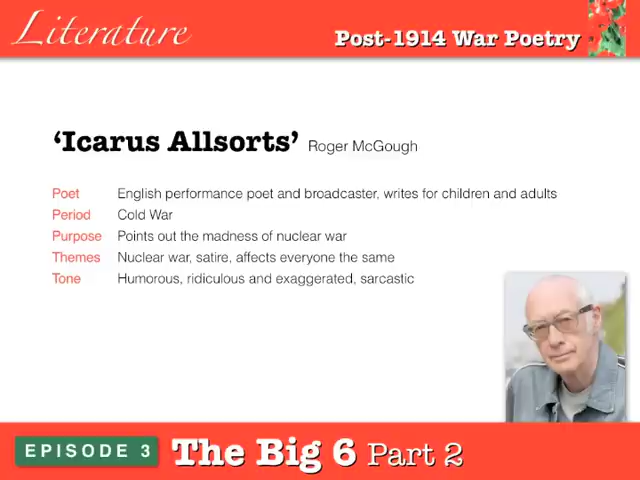 Literature
Post-1914 War Poetry
‘Icarus Allsorts’ Roger McGough
Poet English performance poet and broadcaster, writes for children and adults
Period Cold War
Purpose Points out the madness of nuclear war
Themes Nuclear war, satire, affects everyone the same
Tone Humorous, ridiculous and exaggerated, sarcastic
EPISODE 3 The Big 6 Part 2